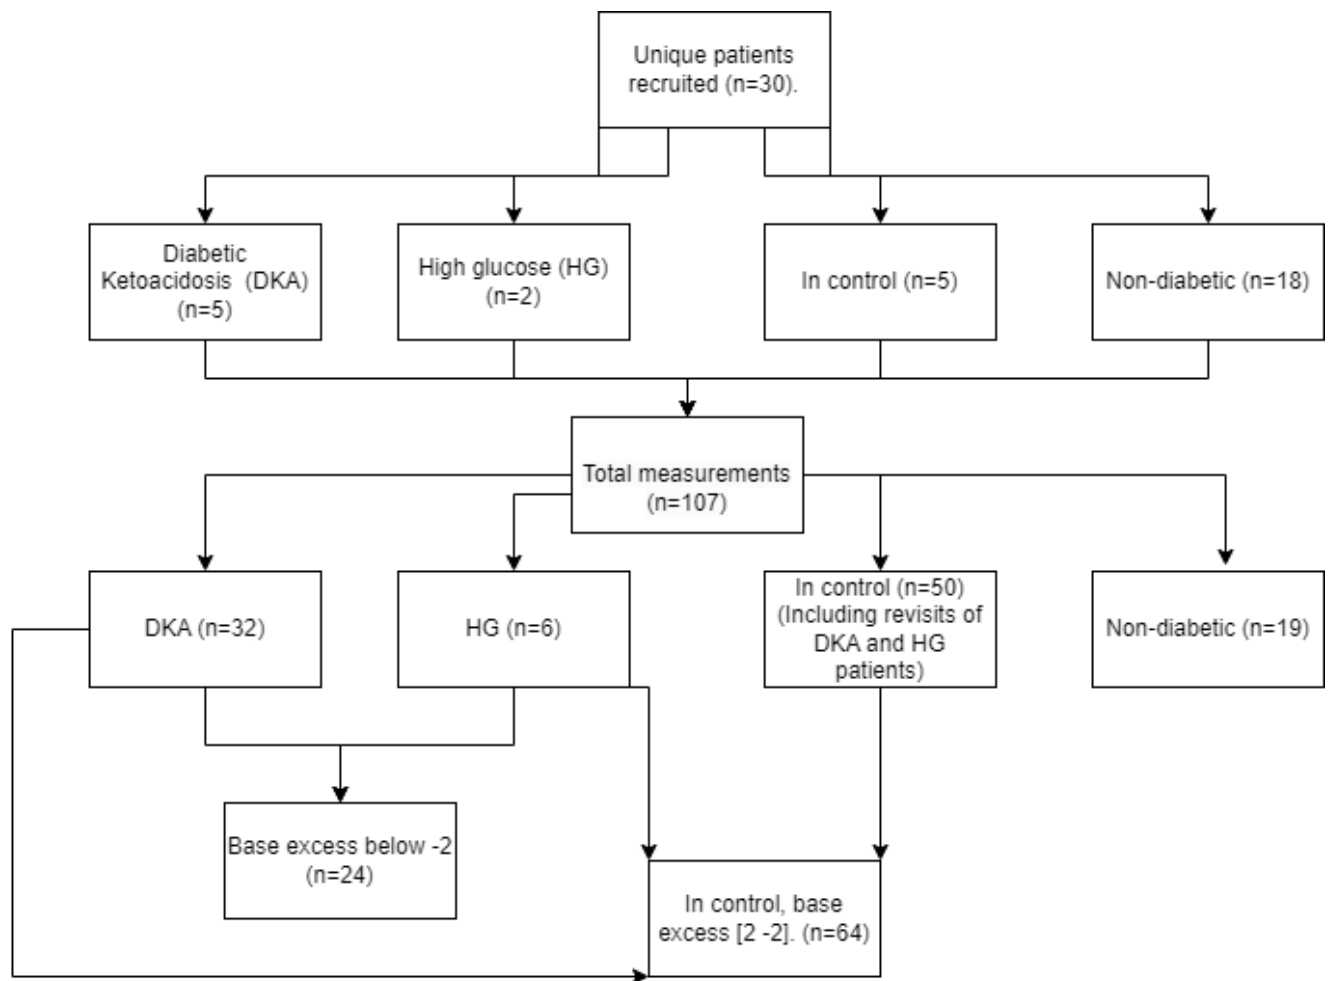 Unique patients
recruited (n=30).
Diabetic
Ketoacidosis (DKA)
(n=5)
High glucose (HG)
(n=2)
In control (n=5)
Non-diabetic (n=18)
Total measurements
(n=107)
DKA (n=32)
HG (n=6)
In control (n=50)
(Including revisits of
DKA and HG
patients)
Non-diabetic (n=19)
Base excess below -2
(n=24)
In control, base
excess [2 -2]. (n=64)